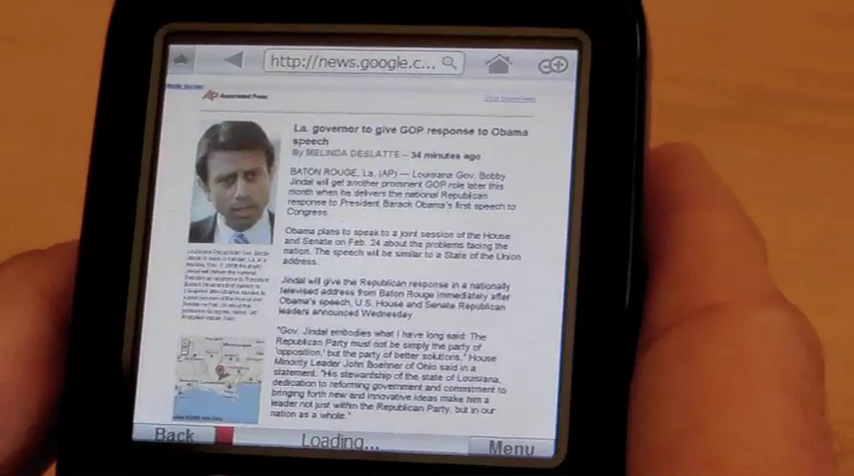 http://news.google.c...
AP Associated Press
La. governor to give GOP response to Obama
speech
By MELINDA DESLATTE – 34 minutes ago
BATON ROUGE, La. (AP) — Louisiana Gov. Bobby
Jindal will get another prominent GOP role later this
month when he delivers the national Republican
response to President Barack Obama's first speech to
Congress.
Obama plans to speak to a joint session of the House
and Senate on Feb. 24 about the problems facing the
nation. The speech will be similar to a State of the Union
address.
Jindal will give the Republican response in a nationally
televised address from Baton Rouge immediately after
Obama's speech, U.S. House and Senate Republican
leaders announced Wednesday
"Gov. Jindal embodies what I have long said: The
Republican Party must not be simply the party of
'opposition,' but the party of better solutions," House
Minority Leader John Boehner of Ohio said in a
statement. "His stewardship of the state of Louisiana,
dedication to reforming government and commitment to
bringing forth new and innovative ideas make him a
leader not just within the Republican Party, but in our
nation as a whole."
Back
Loading...
Menu